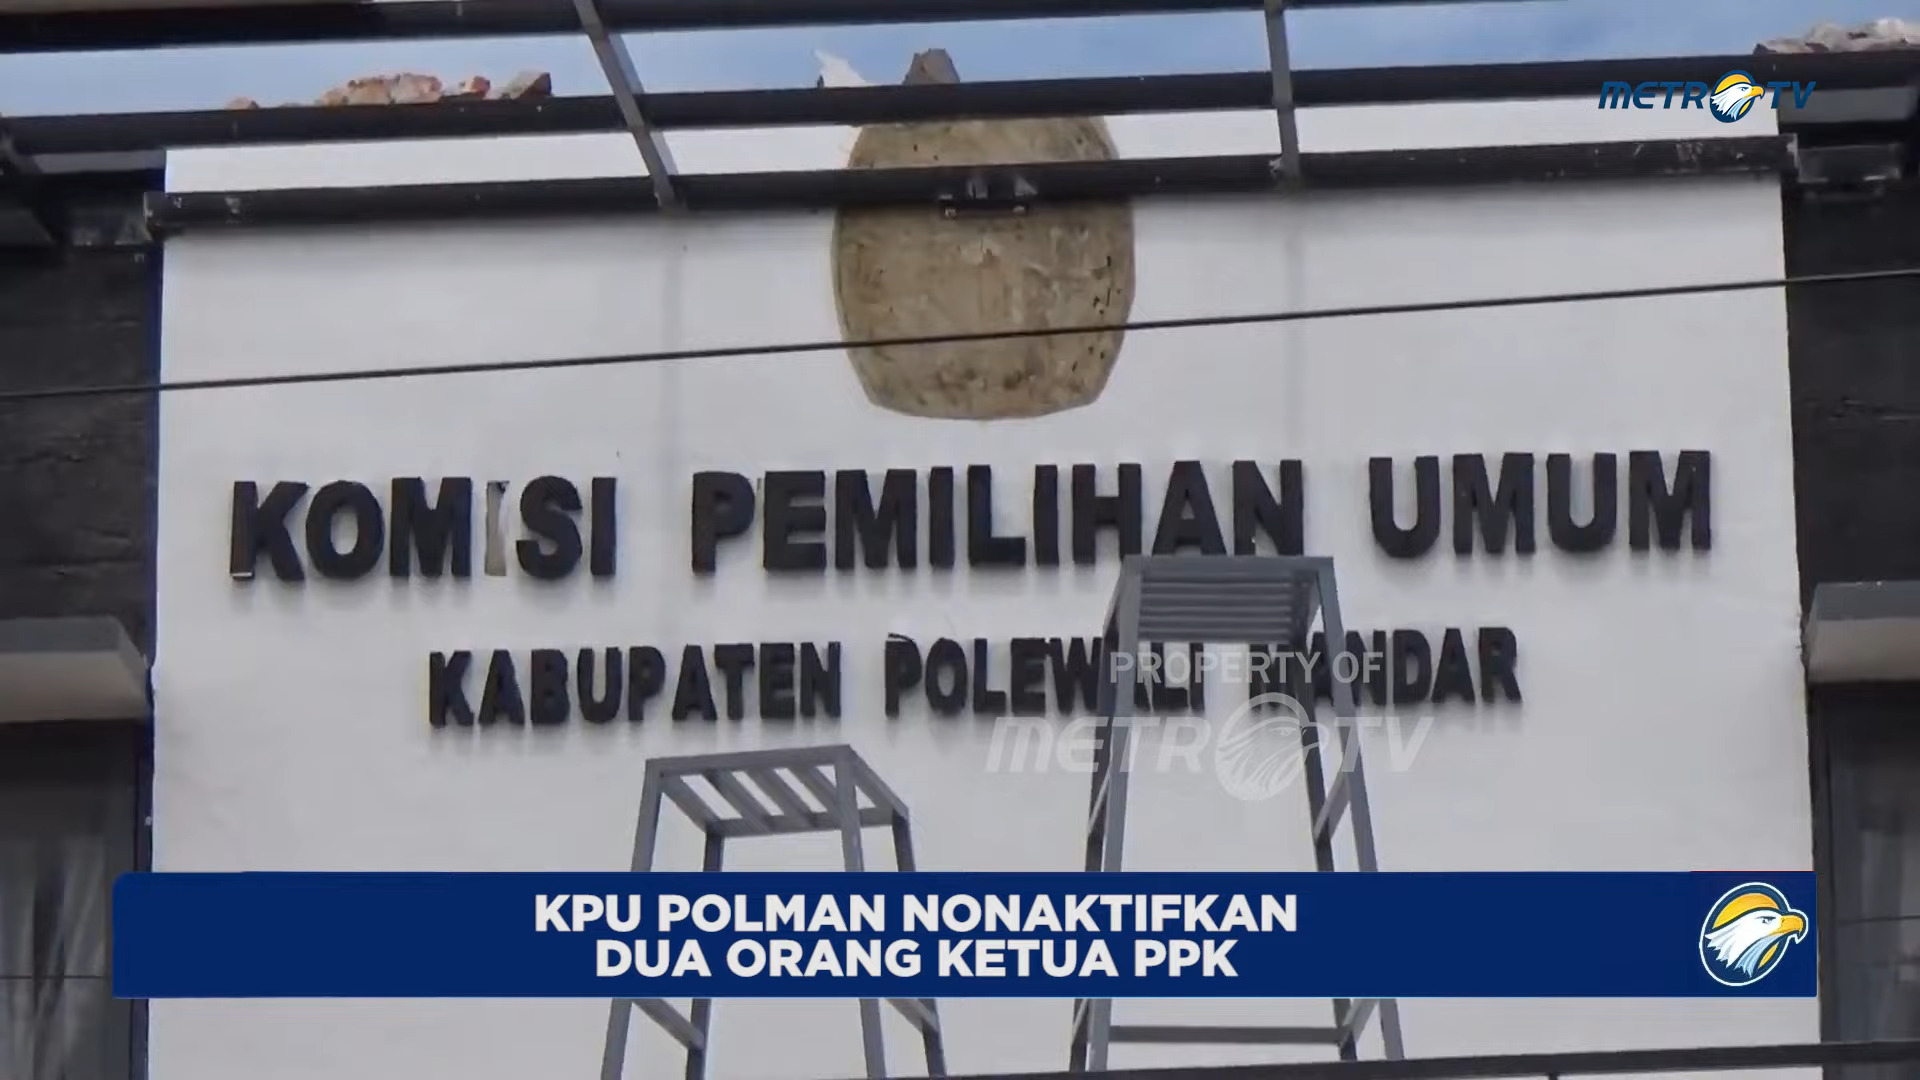 METRO TV
KOMISI PEMILIHAN UMUM
KABUPATEN POLEWALI MANDAR
PROPERTY OF
METRO TV
KPU POLMAN NONAKTIFKAN
DUA ORANG KETUA PPK